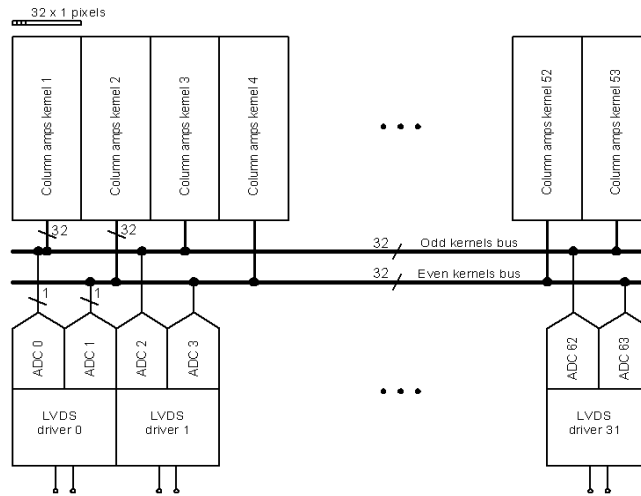 32 x 1 pixels
Column amps kernel 1
Column amps kernel 2
Column amps kernel 3
Column amps kernel 4
Column amps kernel 52
Column amps kernel 53
32
32
32
Odd kernels bus
32
Even kernels bus
1
1
ADC 0
ADC 1
ADC 2
ADC 3
ADC 62
ADC 63
LVDS
driver 0
LVDS
driver 1
LVDS
driver 31